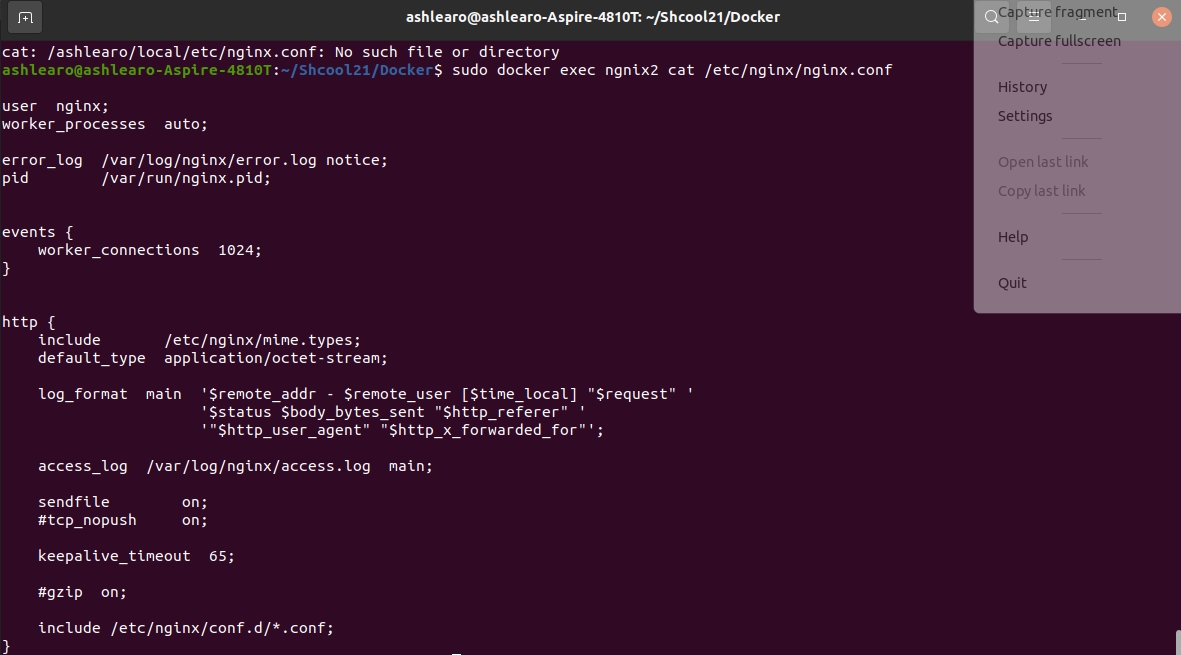 ashlearo@ashlearo-Aspire-4810T: ~/Shcool21/Docker
cat: /ashlearo/local/etc/nginx.conf: No such file or directory
ashlearo@ashlearo-Aspire-4810T:~/Shcool21/Docker$ sudo docker exec ngnix2 cat /etc/nginx/nginx.conf
user  nginx;
worker_processes  auto;
error_log  /var/log/nginx/error.log notice;
pid        /var/run/nginx.pid;
events {
    worker_connections  1024;
}
http {
    include       /etc/nginx/mime.types;
    default_type  application/octet-stream;
    log_format  main  '$remote_addr - $remote_user [$time_local] "$request" '
                      '$status $body_bytes_sent "$http_referer" '
                      '"$http_user_agent" "$http_x_forwarded_for"';
    access_log  /var/log/nginx/access.log  main;
    sendfile        on;
    #tcp_nopush     on;
    keepalive_timeout  65;
    #gzip  on;
    include /etc/nginx/conf.d/*.conf;
}
Capture fragment
Capture fullscreen
History
Settings
Open last link
Copy last link
Help
Quit